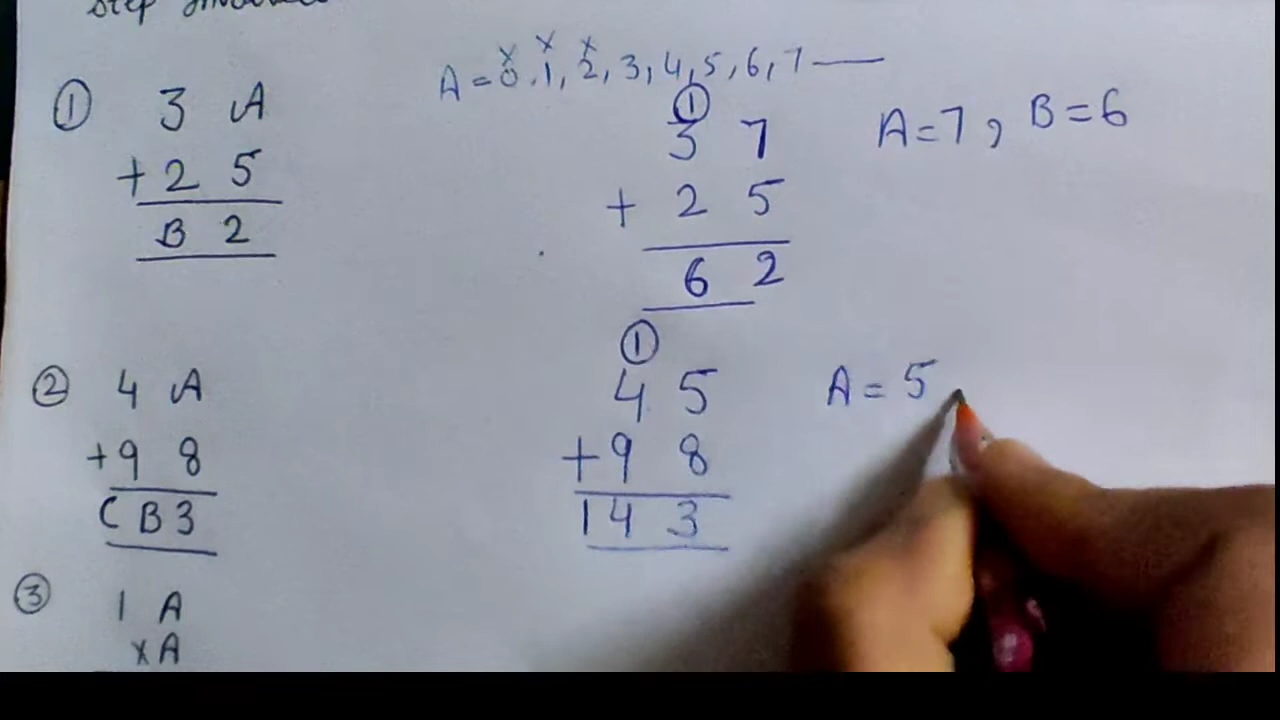 Step
① 3 A
+ 2 5
B 2
A = 0, 1, 2, 3, 4, 5, 6, 7
①
3 7
+ 2 5
6 2
A = 7, B = 6
② 4 A
+ 9 8
C B 3
①
4 5
+ 9 8
1 4 3
A = 5
③ 1 A
× A